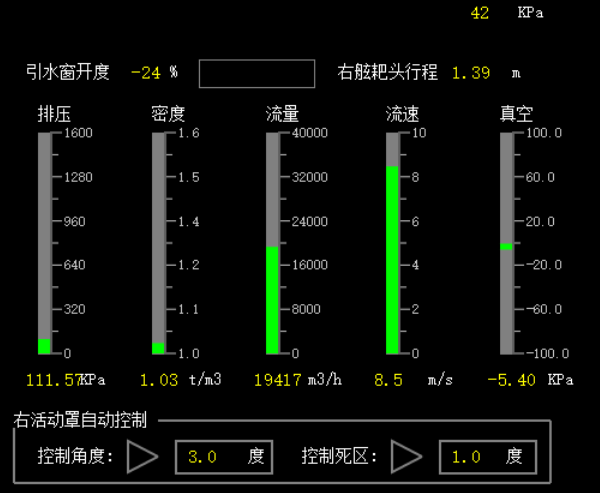 42 KPa
引水窗开度 -24 % 右舷耙头行程 1.39 m
排压 密度 流量 流速 真空
1600 1.6 40000 10 100.0
1280 1.5 32000 8 60.0
960 1.4 24000 6 20.0
640 1.2 16000 4 -20.0
320 1.1 8000 2 -60.0
0 1.0 0 0 -100.0
111.57KPa 1.03 t/m3 19417 m3/h 8.5 m/s -5.40 KPa
右活动罩自动控制
控制角度: 3.0 度 控制死区: 1.0 度